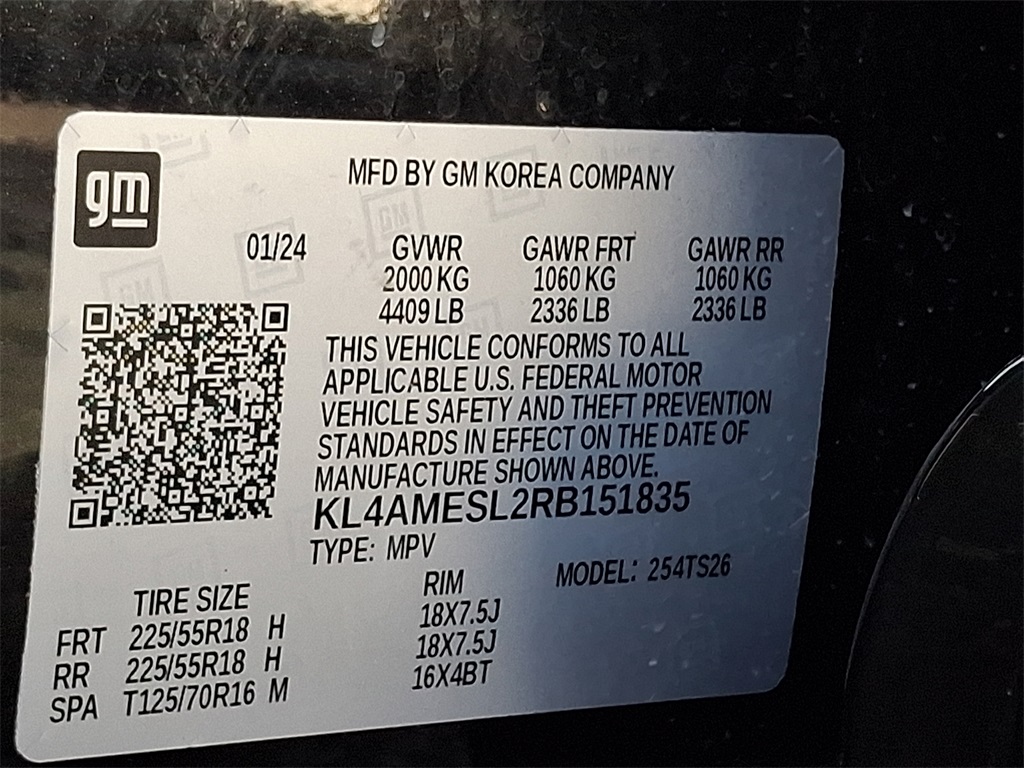 gm
MFD BY GM KOREA COMPANY
01/24 GVWR GAWR FRT GAWR RR
2000 KG 1060 KG 1060 KG
4409 LB 2336 LB 2336 LB
THIS VEHICLE CONFORMS TO ALL
APPLICABLE U.S. FEDERAL MOTOR
VEHICLE SAFETY AND THEFT PREVENTION
STANDARDS IN EFFECT ON THE DATE OF
MANUFACTURE SHOWN ABOVE.
KL4AMESL2RB151835
TYPE: MPV
MODEL: 254TS26
TIRE SIZE RIM
FRT 225/55R18 H 18X7.5J
RR 225/55R18 H 18X7.5J
SPA T125/70R16 M 16X4BT